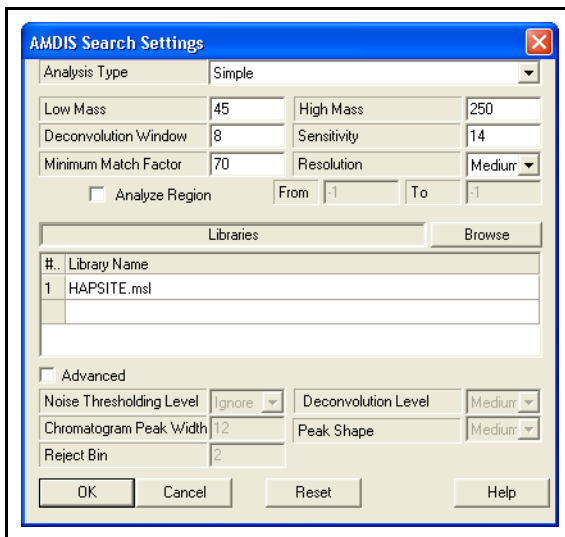 AMDIS Search Settings
Analysis Type Simple
Low Mass 45 High Mass 250
Deconvolution Window 8 Sensitivity 14
Minimum Match Factor 70 Resolution Medium
Analyze Region From -1 To -1
Libraries Browse
#.. Library Name
1 HAPSITE.msl
Advanced
Noise Thresholding Level Ignore Deconvolution Level Medium
Chromatogram Peak Width 12 Peak Shape Medium
Reject Bin 2
OK Cancel Reset Help